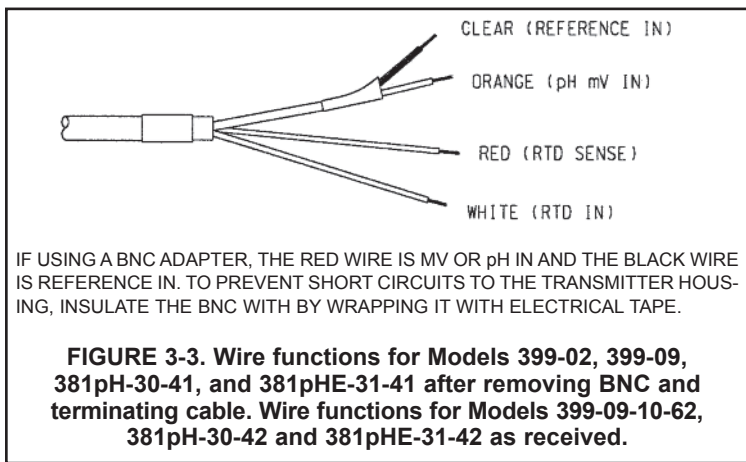 CLEAR (REFERENCE IN)
ORANGE (pH mV IN)
RED (RTD SENSE)
WHITE (RTD IN)
IF USING A BNC ADAPTER, THE RED WIRE IS MV OR pH IN AND THE BLACK WIRE
IS REFERENCE IN. TO PREVENT SHORT CIRCUITS TO THE TRANSMITTER HOUS-
ING, INSULATE THE BNC WITH BY WRAPPING IT WITH ELECTRICAL TAPE.
FIGURE 3-3. Wire functions for Models 399-02, 399-09,
381pH-30-41, and 381pHE-31-41 after removing BNC and
terminating cable. Wire functions for Models 399-09-10-62,
381pH-30-42 and 381pHE-31-42 as received.